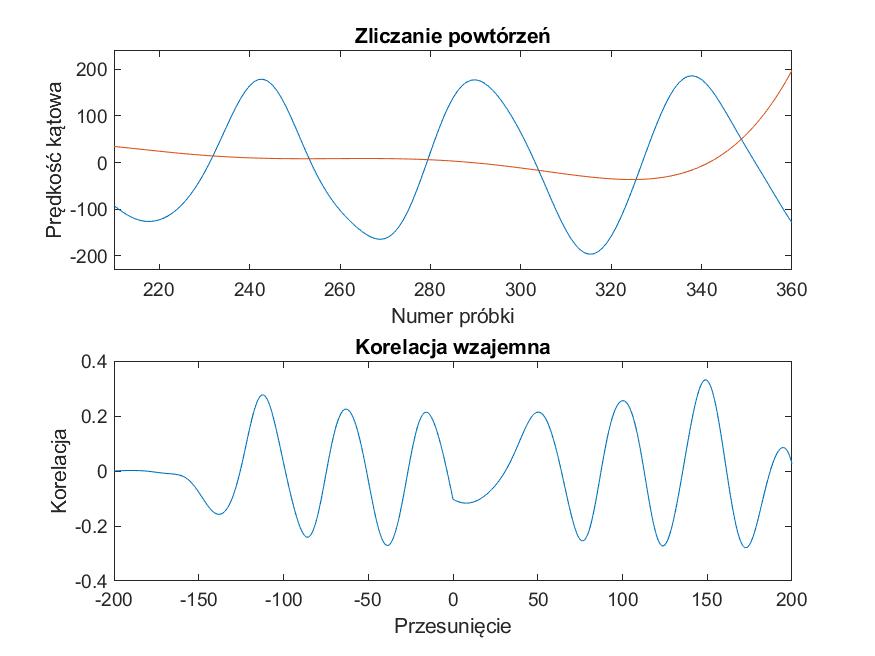 Zliczanie powtórzeń
200
100
0
-100
-200
Prędkość kątowa
220 240 260 280 300 320 340 360
Numer próbki
Korelacja wzajemna
0.4
0.2
0
-0.2
-0.4
Korelacja
-200 -150 -100 -50 0 50 100 150 200
Przesunięcie